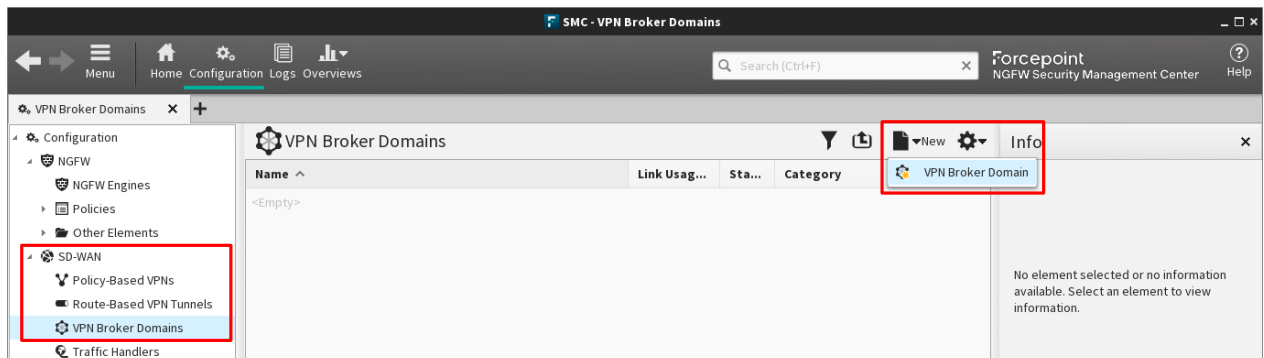 SMC - VPN Broker Domains
Menu
Home Configuration Logs Overviews
Search (Ctrl+F)
Forcepoint
NGFW Security Management Center
Help
VPN Broker Domains
Configuration
NGFW
NGFW Engines
Policies
Other Elements
SD-WAN
Policy-Based VPNs
Route-Based VPN Tunnels
VPN Broker Domains
Traffic Handlers
VPN Broker Domains
New
Name Link Usag... Sta... Category
VPN Broker Domain
<Empty>
Info
No element selected or no information
available. Select an element to view
information.